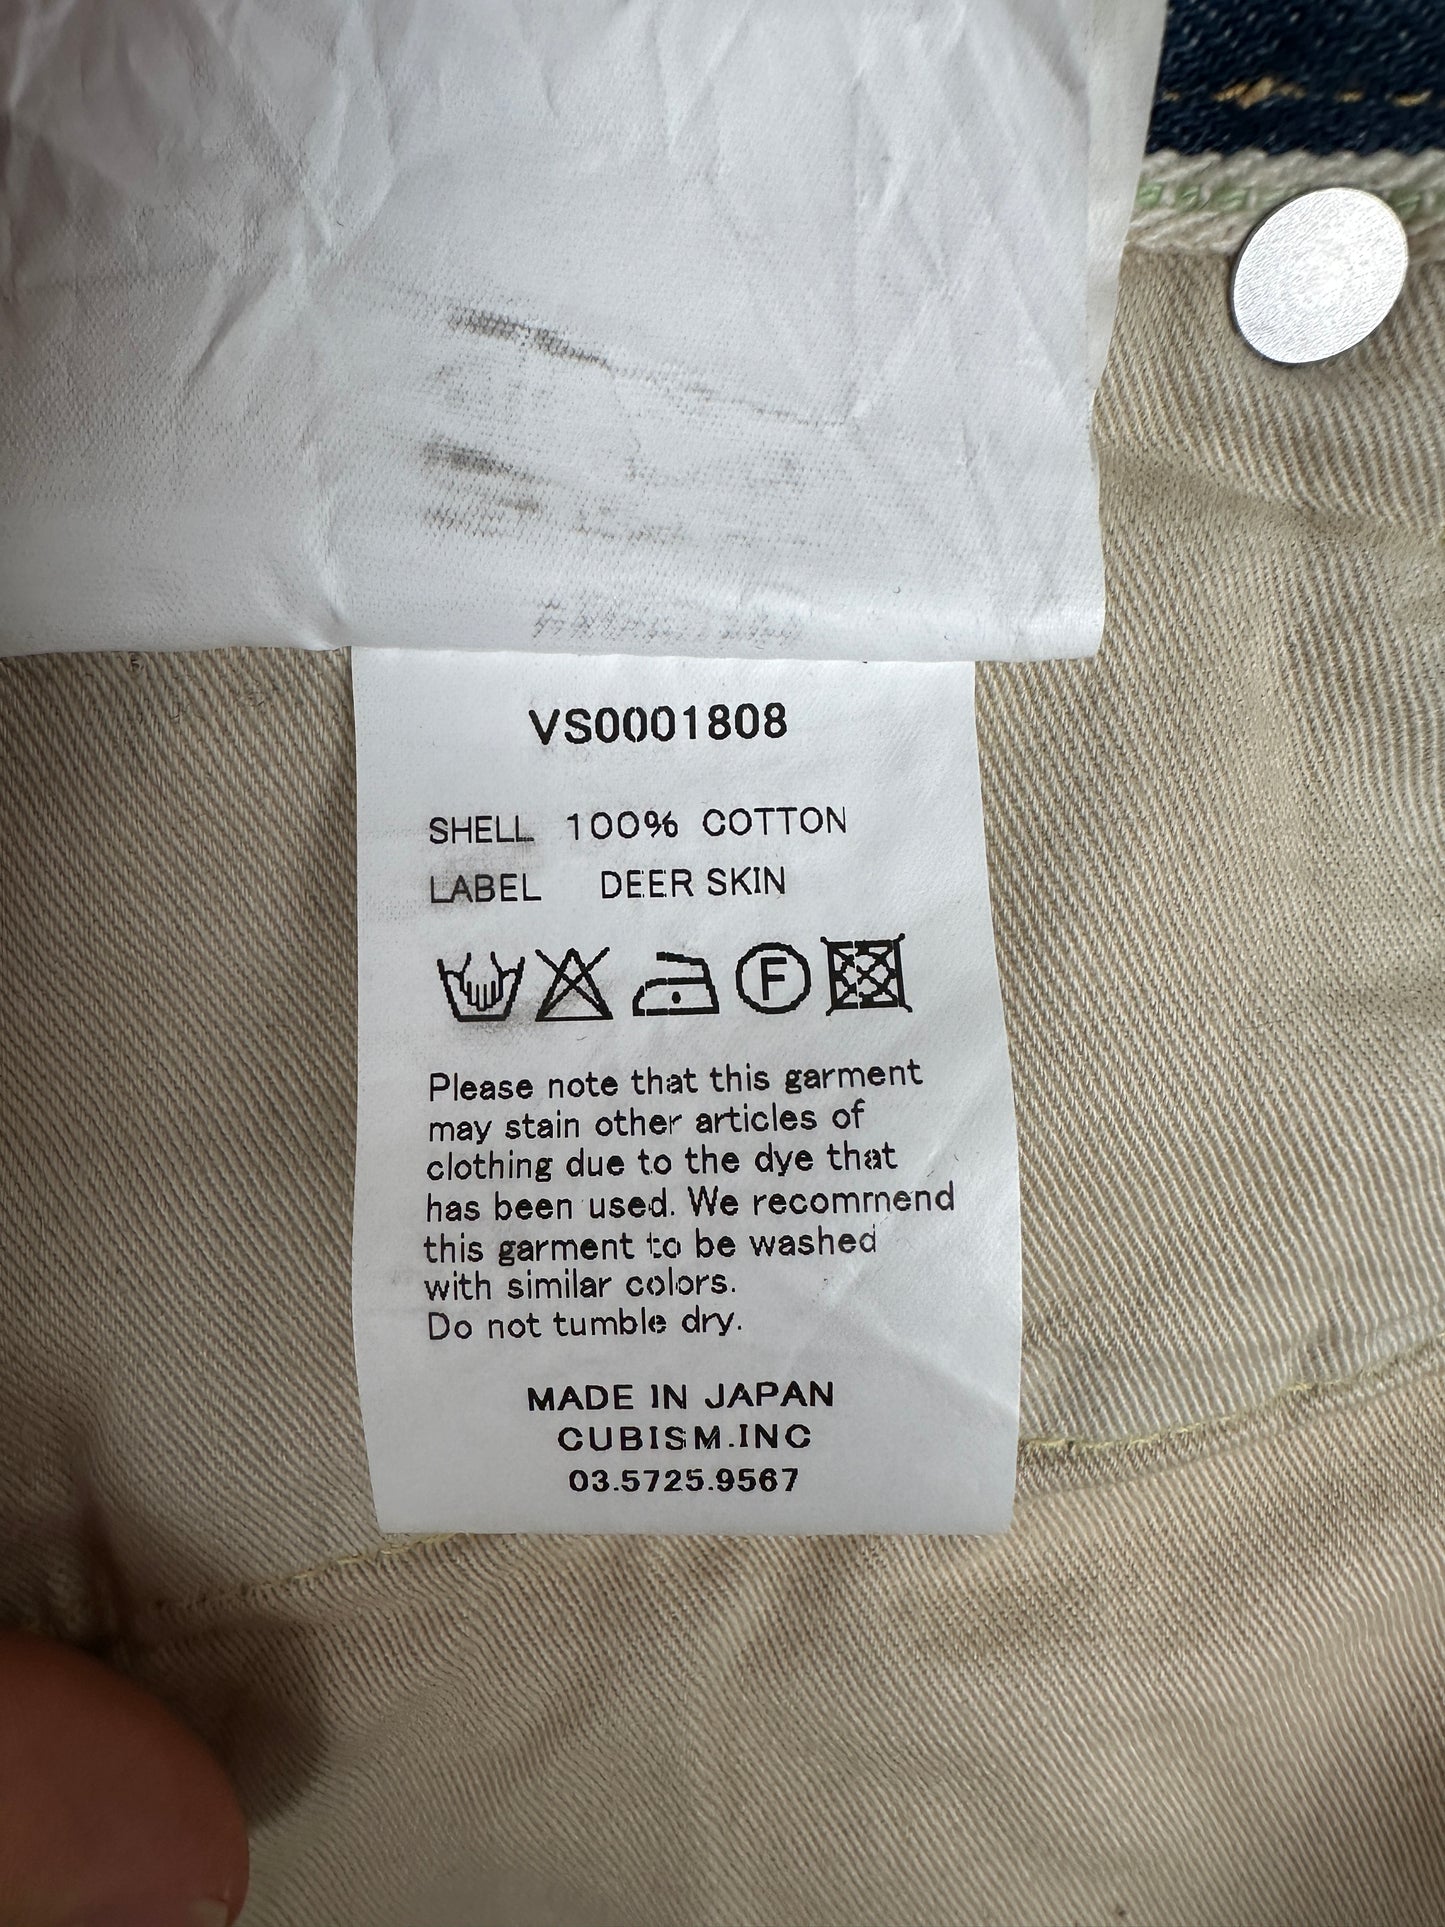 VS0001808
SHELL 100% COTTON
LABEL DEER SKIN
F
Please note that this garment
may stain other articles of
clothing due to the dye that
has been used. We recommend
this garment to be washed
with similar colors.
Do not tumble dry.
MADE IN JAPAN
CUBISM.INC
03.5725.9567